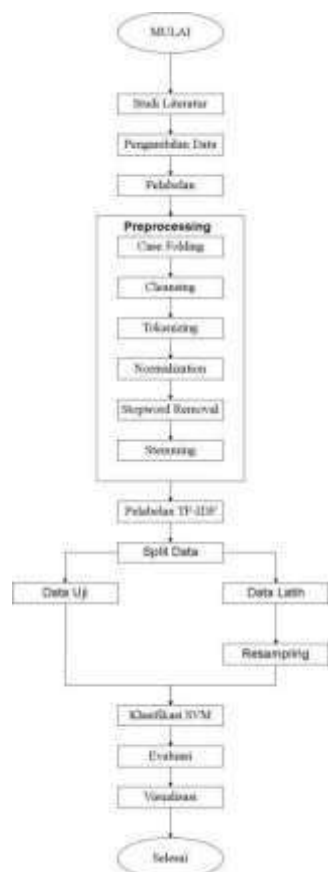 MULAI
Studi Literatur
Pengambilan Data
Pelabelan
Preprocessing
Case Folding
Cleansing
Tokenizing
Normalization
Stopword Removal
Stemming
Pelabelan TF-IDF
Split Data
Data Uji
Data Latih
Resampling
Klasifikasi SVM
Evaluasi
Visualisasi
Selesai